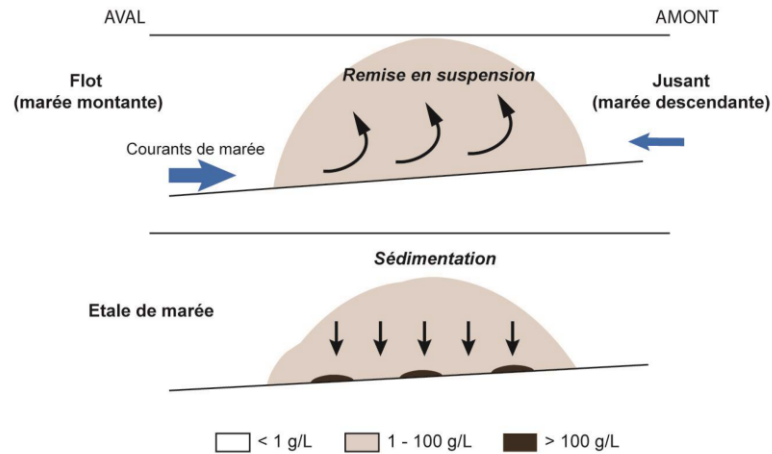 AVAL
AMONT
Remise en suspension
Flot
(marée montante)
Jusant
(marée descendante)
Courants de marée
Sédimentation
Etale de marée
< 1 g/L
1 - 100 g/L
> 100 g/L